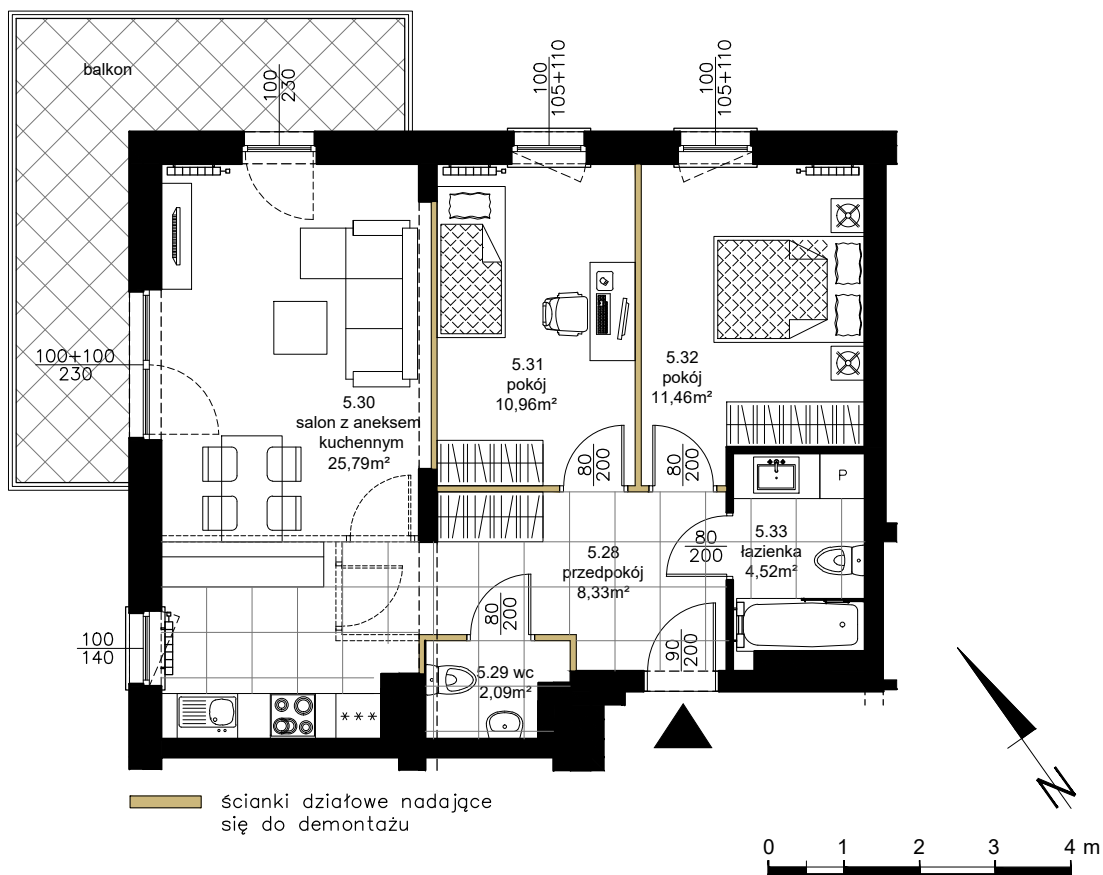 balkon
100
230
100
105+110
100
105+110
100+100
230
5.30
salon z aneksem
kuchennym
25,79m²
5.31
pokój
10,96m²
5.32
pokój
11,46m²
80
200
80
200
P
5.33
łazienka
4,52m²
80
200
5.28
przedpokój
8,33m²
80
200
90
200
100
140
5.29 wc
2,09m²
***
ścianki działowe nadające
się do demontażu
N
0 1 2 3 4 m